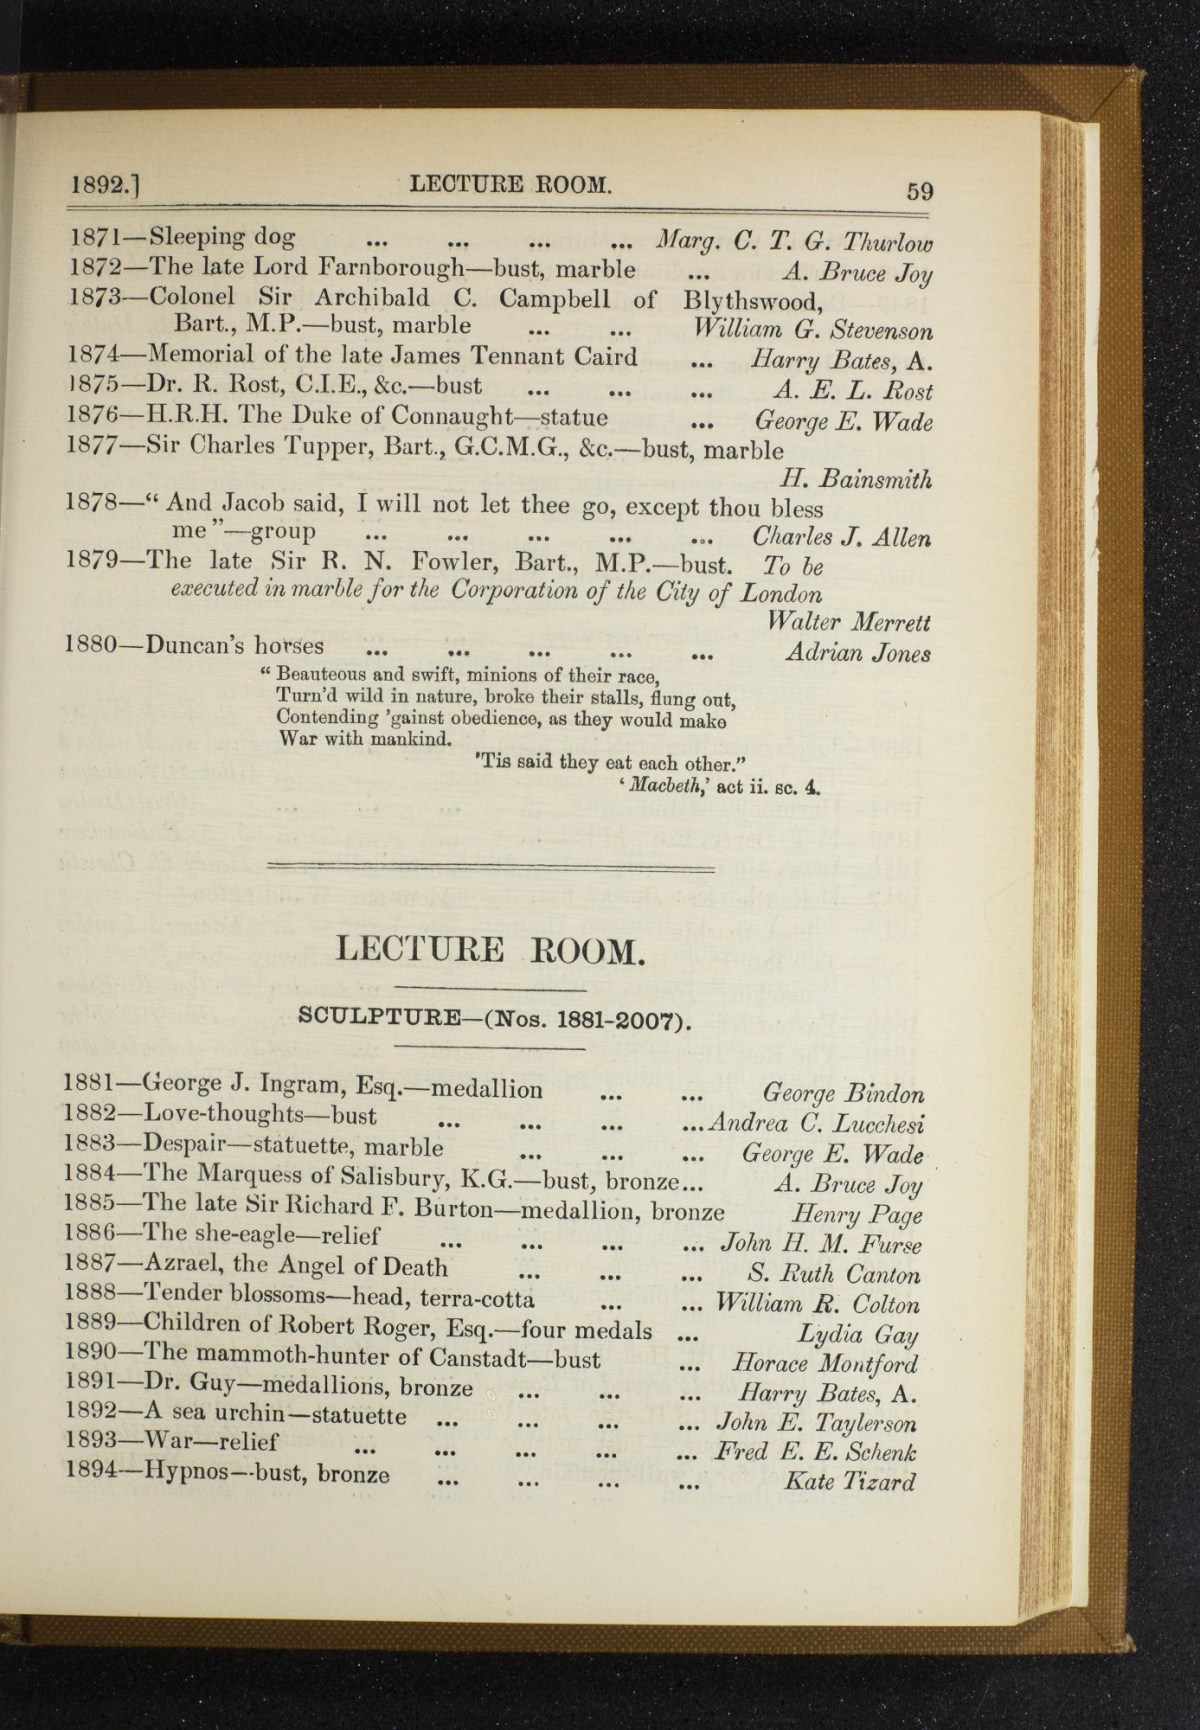 1892.] LECTURE ROOM. 59
1871—Sleeping dog ... ... ... ... Marg. C. T. G. Thurlow
1872—The late Lord Farnborough—bust, marble ... A. Bruce Joy
1873—Colonel Sir Archibald C. Campbell of Blythswood,
Bart., M.P.—bust, marble ... ... William G. Stevenson
1874—Memorial of the late James Tennant Caird ... Harry Bates, A.
1875—Dr. R. Rost, C.I.E., &c.—bust ... ... ... A. E. L. Rost
1876—H.R.H. The Duke of Connaught—statue ... George E. Wade
1877—Sir Charles Tupper, Bart., G.C.M.G., &c.—bust, marble
H. Bainsmith
1878—“ And Jacob said, I will not let thee go, except thou bless
me ”—group ... ... ... ... ... Charles J. Allen
1879—The late Sir R. N. Fowler, Bart., M.P.—bust. To be
executed in marble for the Corporation of the City of London
Walter Merrett
1880—Duncan’s horses ... ... ... ... ... Adrian Jones
“ Beauteous and swift, minions of their race,
Turn’d wild in nature, broke their stalls, flung out,
Contending ’gainst obedience, as they would make
War with mankind.
’Tis said they eat each other.”
‘ Macbeth,’ act ii. sc. 4.
LECTURE ROOM.
SCULPTURE—(Nos. 1881-2007).
1881—George J. Ingram, Esq.—medallion ... ... George Bindon
1882—Love-thoughts—bust ... ... ... ... Andrea C. Lucchesi
1883—Despair—statuette, marble ... ... ... George E. Wade
1884—The Marquess of Salisbury, K.G.—bust, bronze... A. Bruce Joy
1885—The late Sir Richard F. Burton—medallion, bronze Henry Page
1886—The she-eagle—relief ... ... ... ... John H. M. Furse
1887—Azrael, the Angel of Death ... ... ... S. Ruth Canton
1888—Tender blossoms—head, terra-cotta ... ... William R. Colton
1889—Children of Robert Roger, Esq.—four medals ... Lydia Gay
1890—The mammoth-hunter of Canstadt—bust ... Horace Montford
1891—Dr. Guy—medallions, bronze ... ... ... Harry Bates, A.
1892—A sea urchin—statuette ... ... ... ... John E. Taylerson
1893—War—relief ... ... ... ... ... Fred E. E. Schenk
1894—Hypnos—bust, bronze ... ... ... ... Kate Tizard